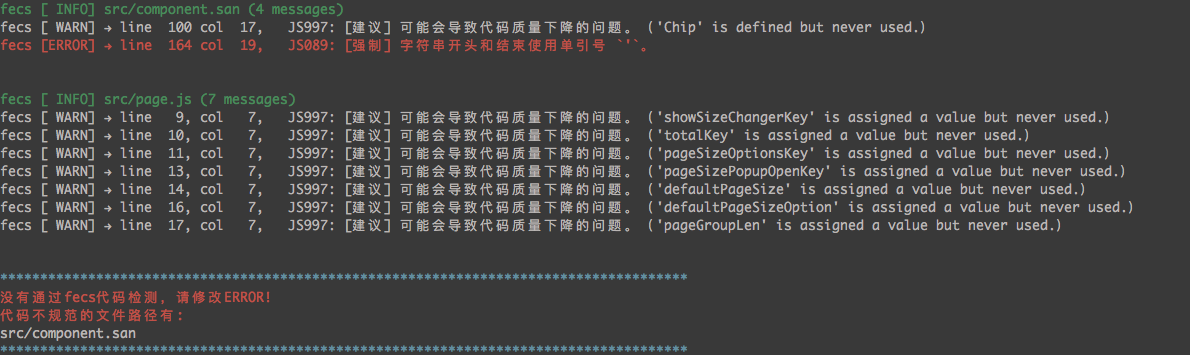 fecs [ INFO] src/component.san (4 messages)
fecs [ WARN] → line  100 col  17,   JS997: [建议] 可能会导致代码质量下降的问题。 ('Chip' is defined but never used.)
fecs [ERROR] → line  164 col  19,   JS089: [强制] 字符串开头和结束使用单引号 `'`。
fecs [ INFO] src/page.js (7 messages)
fecs [ WARN] → line   9, col   7,   JS997: [建议] 可能会导致代码质量下降的问题。 ('showSizeChangerKey' is assigned a value but never used.)
fecs [ WARN] → line  10, col   7,   JS997: [建议] 可能会导致代码质量下降的问题。 ('totalKey' is assigned a value but never used.)
fecs [ WARN] → line  11, col   7,   JS997: [建议] 可能会导致代码质量下降的问题。 ('pageSizeOptionsKey' is assigned a value but never used.)
fecs [ WARN] → line  13, col   7,   JS997: [建议] 可能会导致代码质量下降的问题。 ('pageSizePopupOpenKey' is assigned a value but never used.)
fecs [ WARN] → line  14, col   7,   JS997: [建议] 可能会导致代码质量下降的问题。 ('defaultPageSize' is assigned a value but never used.)
fecs [ WARN] → line  16, col   7,   JS997: [建议] 可能会导致代码质量下降的问题。 ('defaultPageSizeOption' is assigned a value but never used.)
fecs [ WARN] → line  17, col   7,   JS997: [建议] 可能会导致代码质量下降的问题。 ('pageGroupLen' is assigned a value but never used.)
**************************************************************************************
没有通过fecs代码检测, 请修改ERROR!
代码不规范的文件路径有:
src/component.san
**************************************************************************************